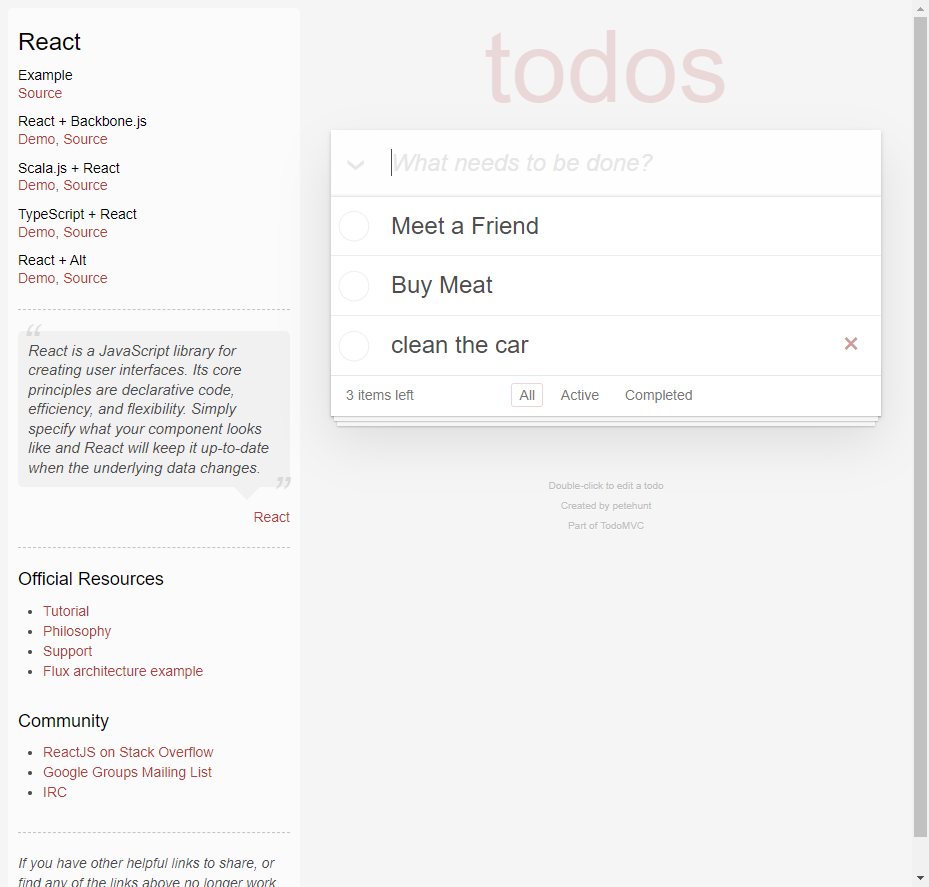 React
Example
Source
React + Backbone.js
Demo, Source
Scala.js + React
Demo, Source
TypeScript + React
Demo, Source
React + Alt
Demo, Source
“
React is a JavaScript library for
creating user interfaces. Its core
principles are declarative code,
efficiency, and flexibility. Simply
specify what your component looks
like and React will keep it up-to-date
when the underlying data changes.
”
React
Official Resources
• Tutorial
• Philosophy
• Support
• Flux architecture example
Community
• ReactJS on Stack Overflow
• Google Groups Mailing List
• IRC
If you have other helpful links to share, or
find any of the links above no longer work
todos
What needs to be done?
Meet a Friend
Buy Meat
clean the car
×
3 items left
All
Active
Completed
Double-click to edit a todo
Created by petehunt
Part of TodoMVC